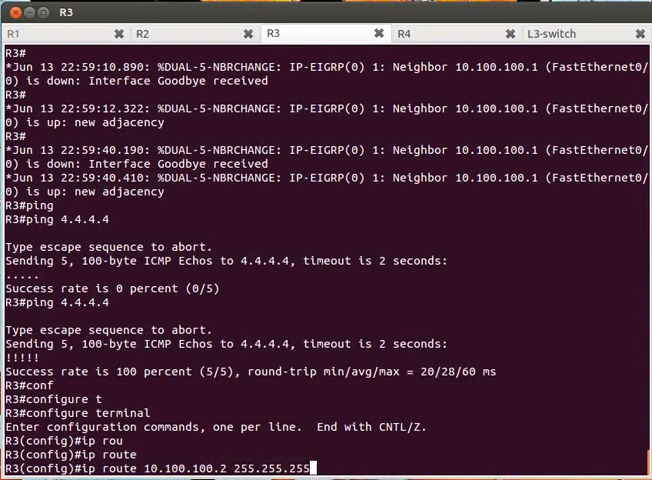 R3
R1
R2
R3
R4
L3-switch
R3#
*Jun 13 22:59:10.890: %DUAL-5-NBRCHANGE: IP-EIGRP(0) 1: Neighbor 10.100.100.1 (FastEthernet0/
0) is down: Interface Goodbye received
R3#
*Jun 13 22:59:12.322: %DUAL-5-NBRCHANGE: IP-EIGRP(0) 1: Neighbor 10.100.100.1 (FastEthernet0/
0) is up: new adjacency
R3#
*Jun 13 22:59:40.190: %DUAL-5-NBRCHANGE: IP-EIGRP(0) 1: Neighbor 10.100.100.1 (FastEthernet0/
0) is down: Interface Goodbye received
*Jun 13 22:59:40.410: %DUAL-5-NBRCHANGE: IP-EIGRP(0) 1: Neighbor 10.100.100.1 (FastEthernet0/
0) is up: new adjacency
R3#ping
R3#ping 4.4.4.4
Type escape sequence to abort.
Sending 5, 100-byte ICMP Echos to 4.4.4.4, timeout is 2 seconds:
.....
Success rate is 0 percent (0/5)
R3#ping 4.4.4.4
Type escape sequence to abort.
Sending 5, 100-byte ICMP Echos to 4.4.4.4, timeout is 2 seconds:
!!!!!
Success rate is 100 percent (5/5), round-trip min/avg/max = 20/28/60 ms
R3#conf
R3#configure t
R3#configure terminal
Enter configuration commands, one per line.  End with CNTL/Z.
R3(config)#ip rou
R3(config)#ip route
R3(config)#ip route 10.100.100.2 255.255.255